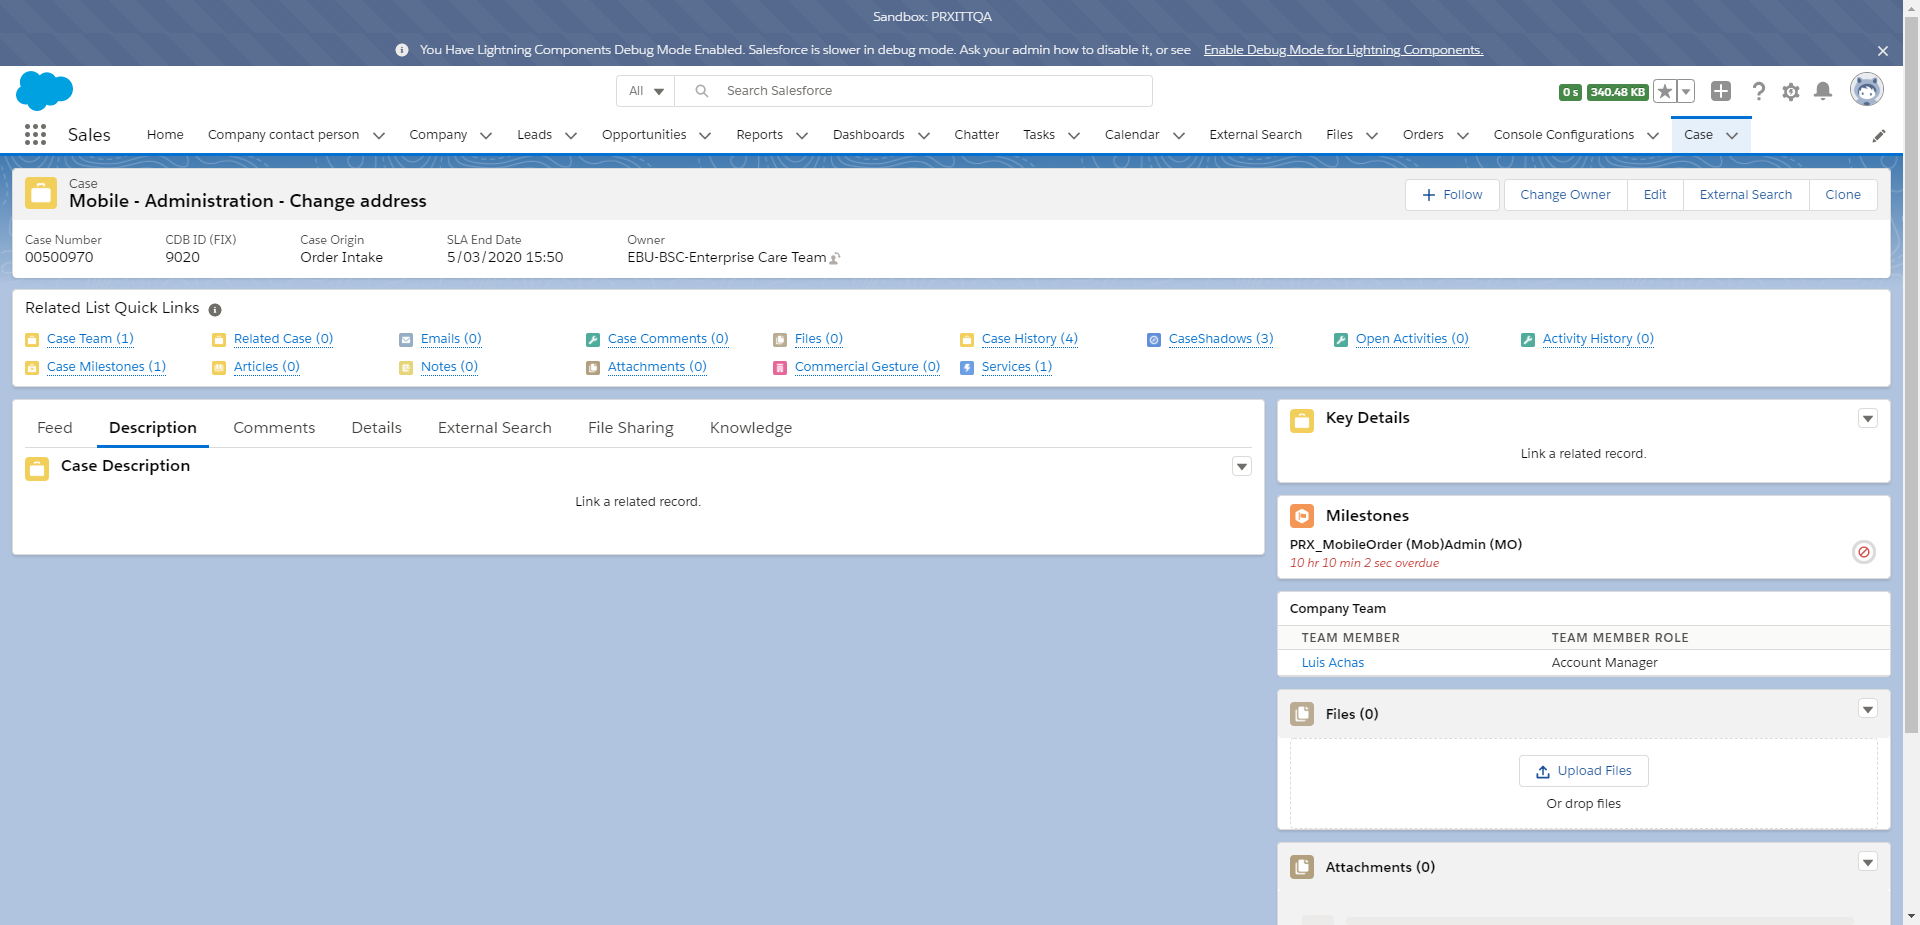 Sandbox: PRXITTQA
You Have Lightning Components Debug Mode Enabled. Salesforce is slower in debug mode. Ask your admin how to disable it, or see Enable Debug Mode for Lightning Components.
All Search Salesforce 0 s 340.48 KB
Sales Home Company contact person Company Leads Opportunities Reports Dashboards Chatter Tasks Calendar External Search Files Orders Console Configurations Case
Case
Mobile - Administration - Change address
Follow Change Owner Edit External Search Clone
Case Number CDB ID (FIX) Case Origin SLA End Date Owner
00500970 9020 Order Intake 5/03/2020 15:50 EBU-BSC-Enterprise Care Team
Related List Quick Links
Case Team (1) Related Case (0) Emails (0) Case Comments (0) Files (0) Case History (4) CaseShadows (3) Open Activities (0) Activity History (0)
Case Milestones (1) Articles (0) Notes (0) Attachments (0) Commercial Gesture (0) Services (1)
Feed Description Comments Details External Search File Sharing Knowledge
Case Description
Link a related record.
Key Details
Link a related record.
Milestones
PRX_MobileOrder (Mob)Admin (MO)
10 hr 10 min 2 sec overdue
Company Team
TEAM MEMBER TEAM MEMBER ROLE
Luis Achas Account Manager
Files (0)
Upload Files
Or drop files
Attachments (0)